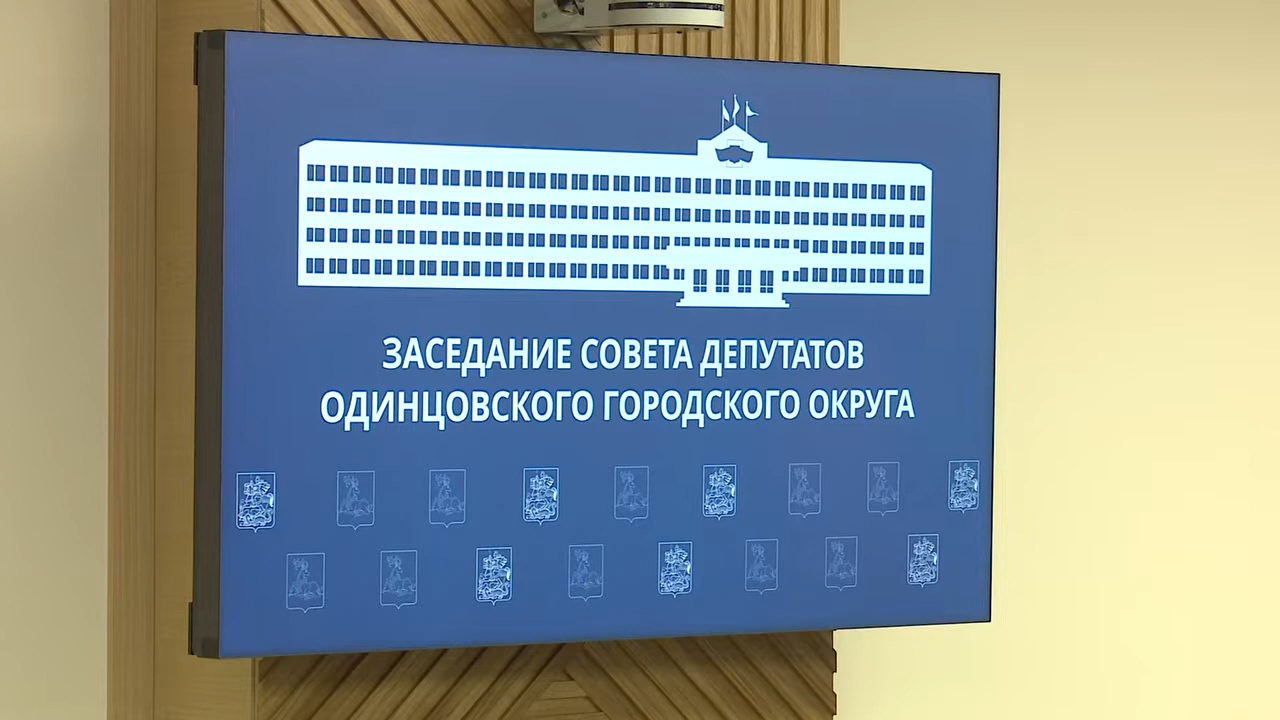 ЗАСЕДАНИЕ СОВЕТА ДЕПУТАТОВ
ОДИНЦОВСКОГО ГОРОДСКОГО ОКРУГА